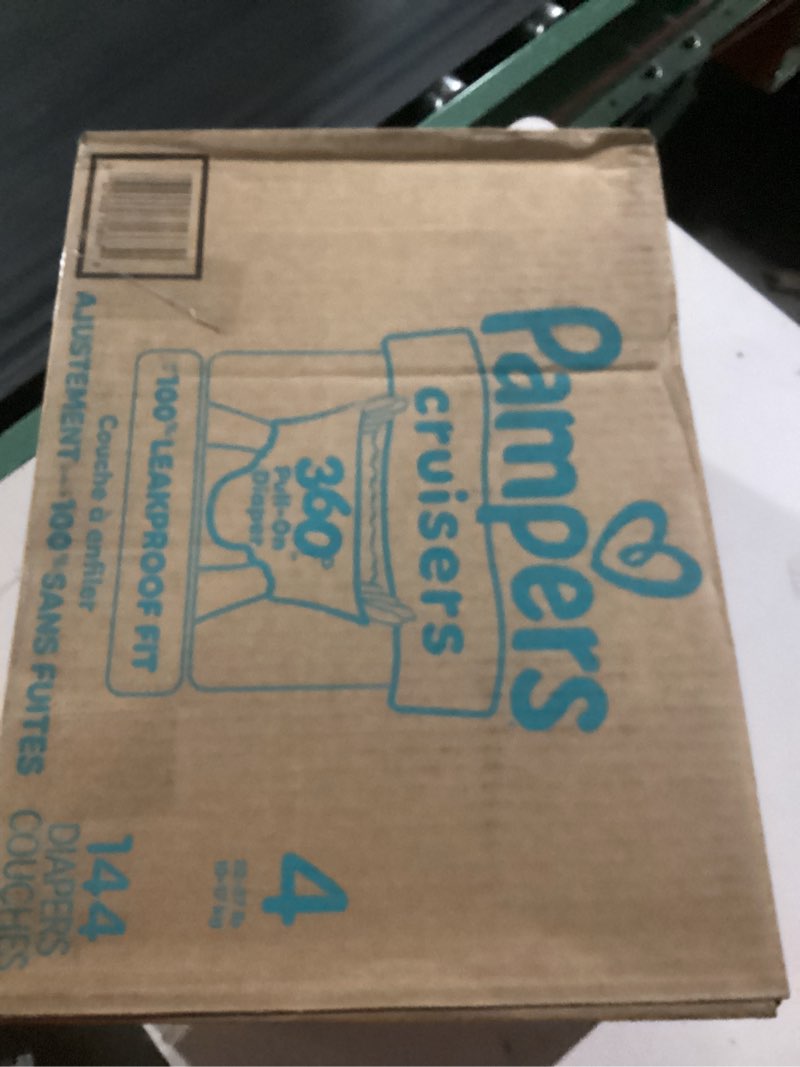 Pampers
cruisers
360°
Pull-On
Diaper
100% LEAKPROOF FIT
Couche à enfiler
AJUSTEMENT 100% SANS FUITES
4
144
DIAPERS
COUCHES